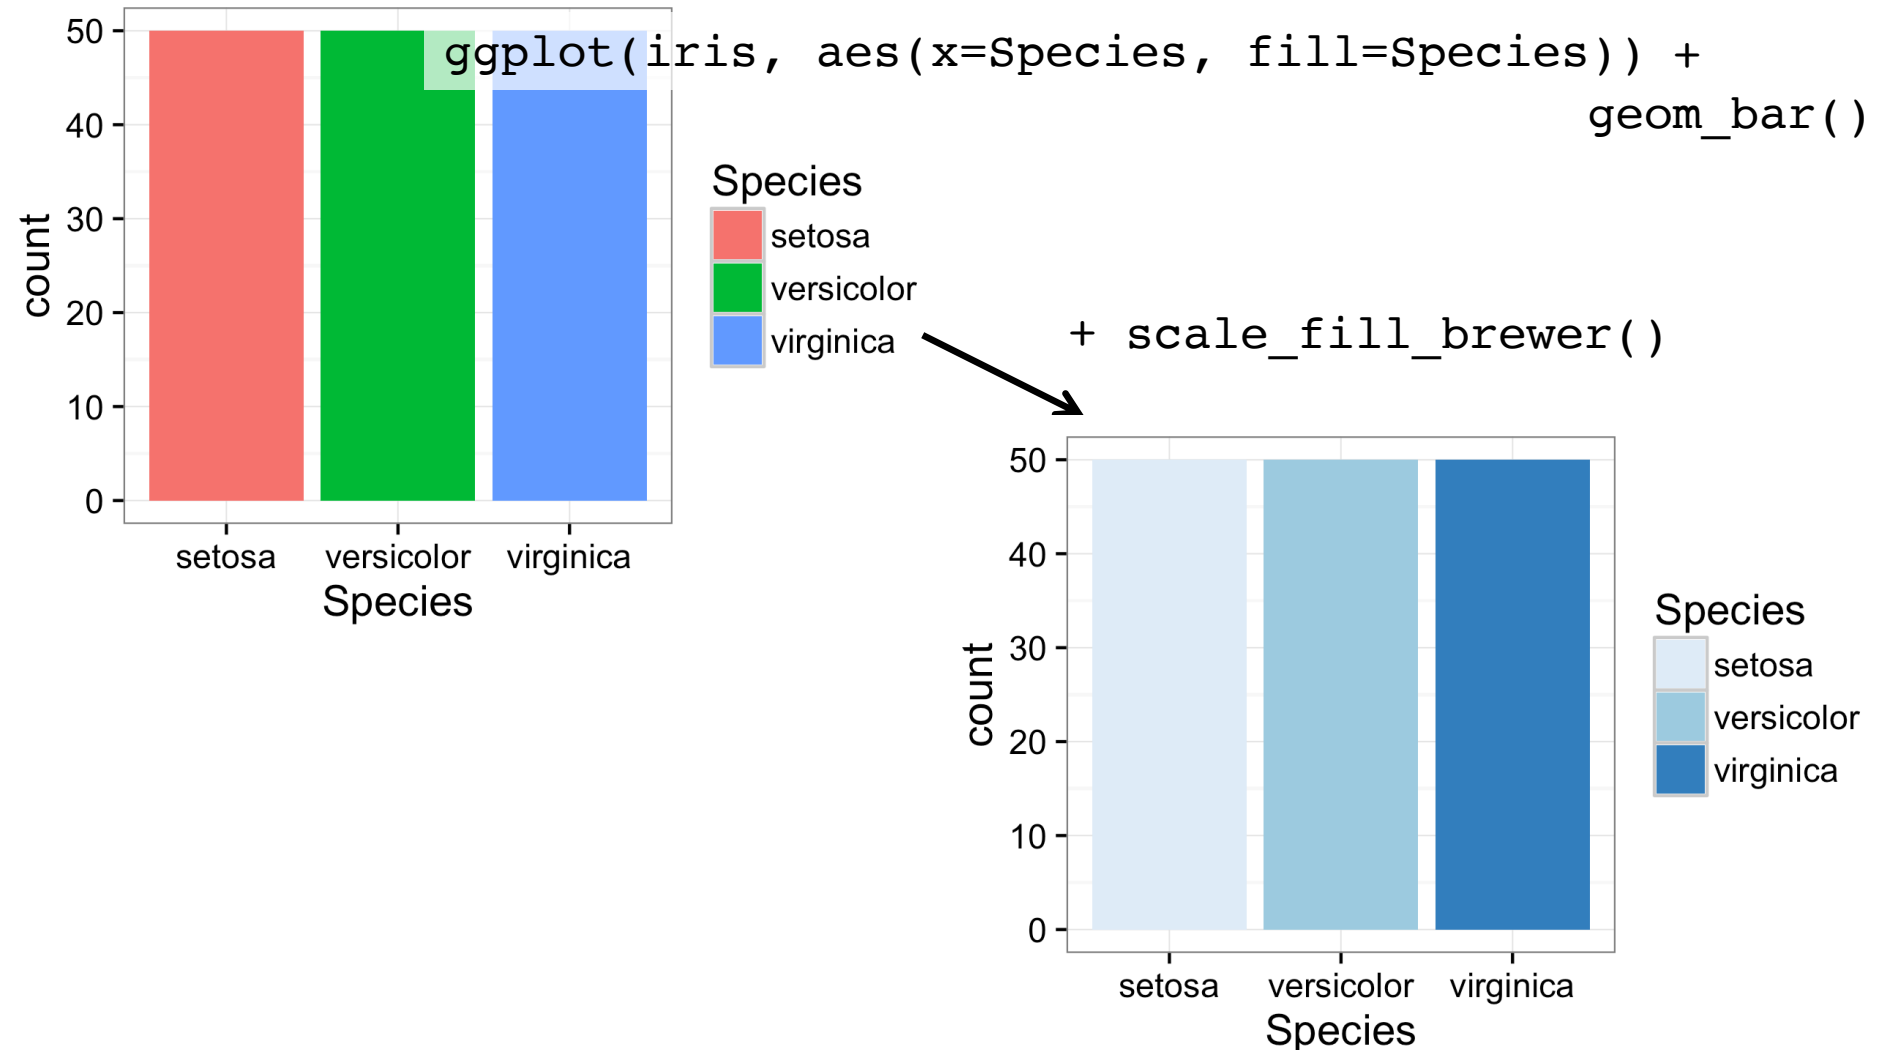 ggplot(iris, aes(x=Species, fill=Species)) +
geom_bar()
50
40
30
20
10
0
count
setosa versicolor virginica
Species
Species
setosa
versicolor
virginica
+ scale_fill_brewer()
50
40
30
20
10
0
count
setosa versicolor virginica
Species
Species
setosa
versicolor
virginica